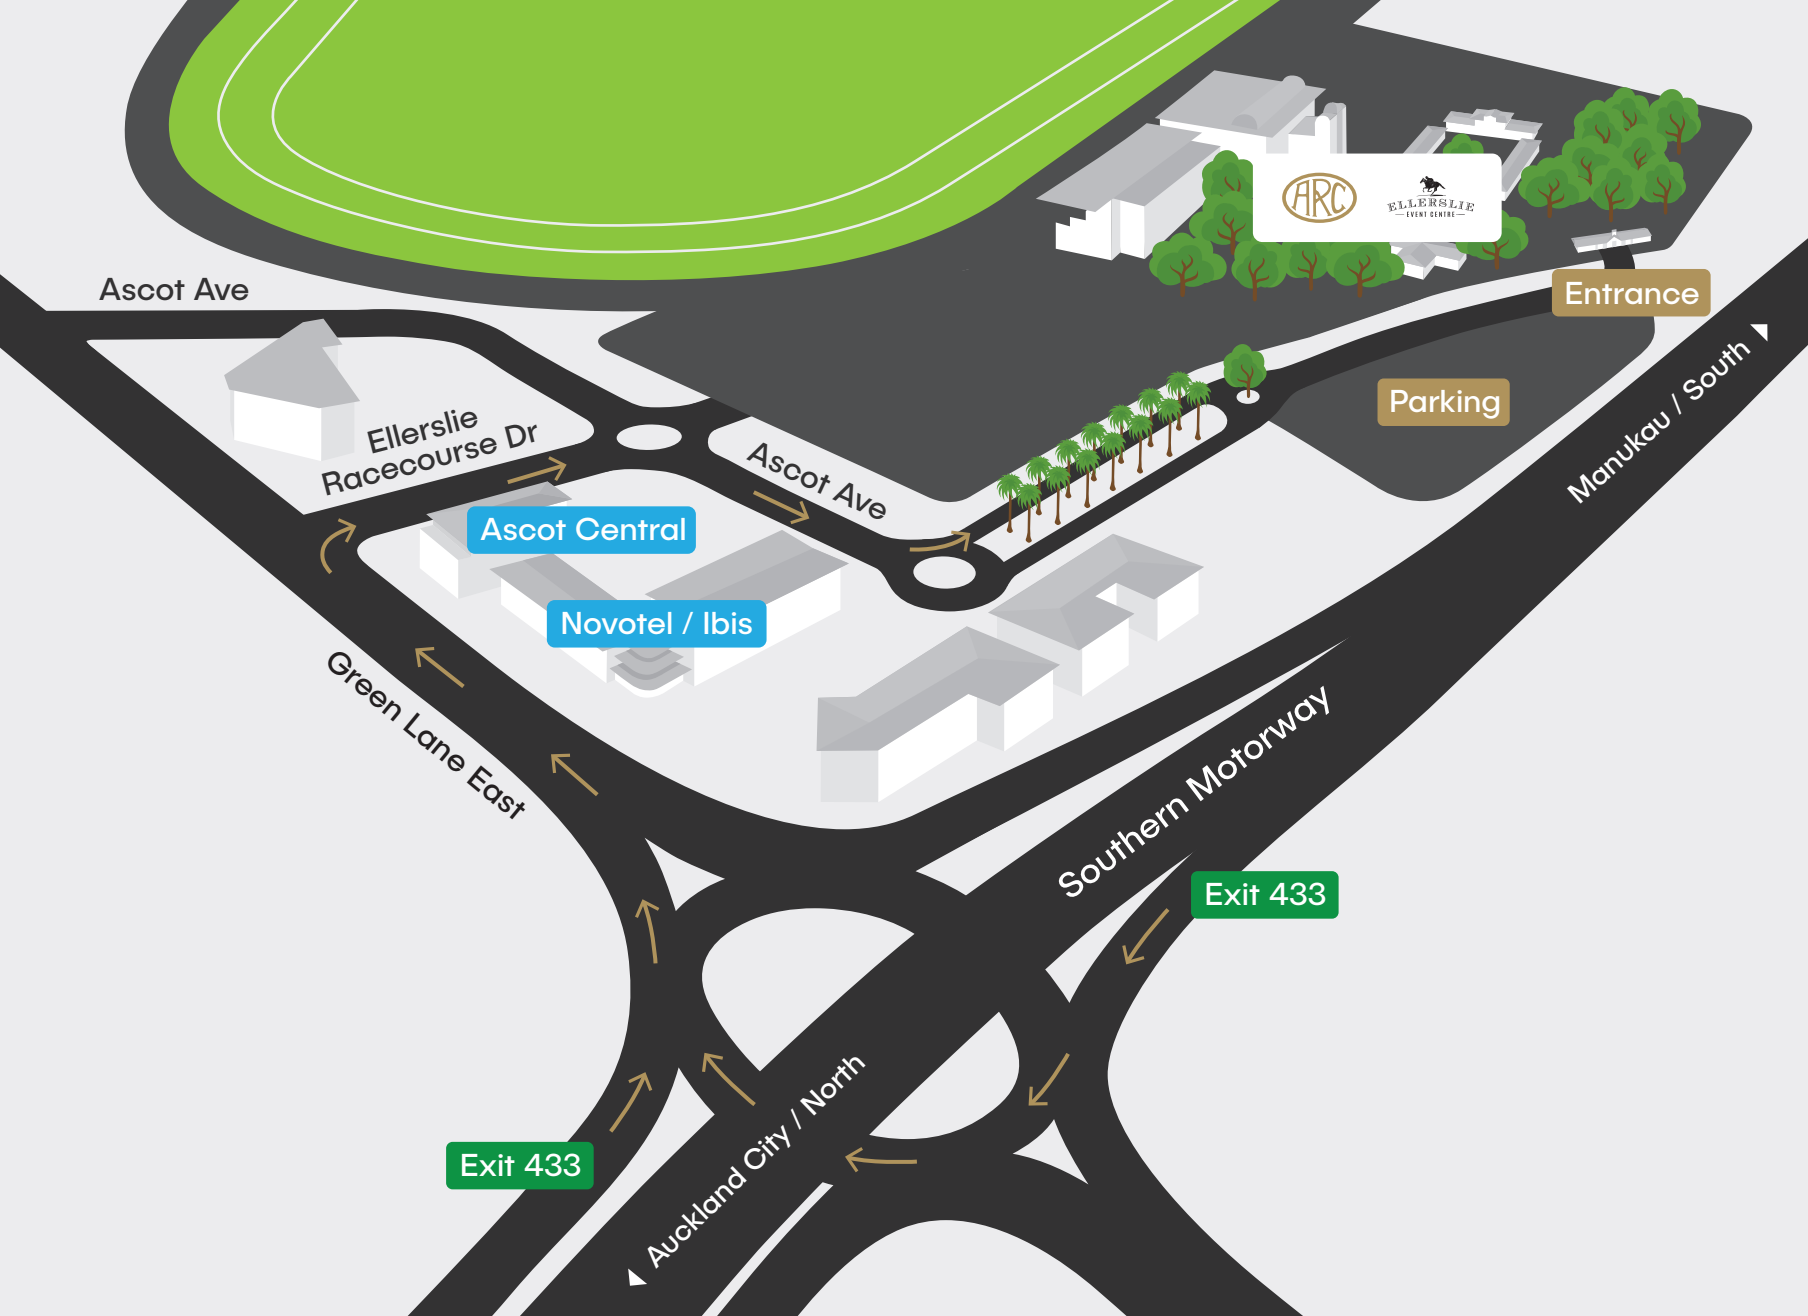 ARC
ELLERSLIE
EVENT CENTRE
Ascot Ave
Entrance
Manukau / South
Parking
Ellerslie
Racecourse Dr
Ascot Ave
Ascot Central
Novotel / Ibis
Green Lane East
Southern Motorway
Exit 433
Auckland City / North
Exit 433